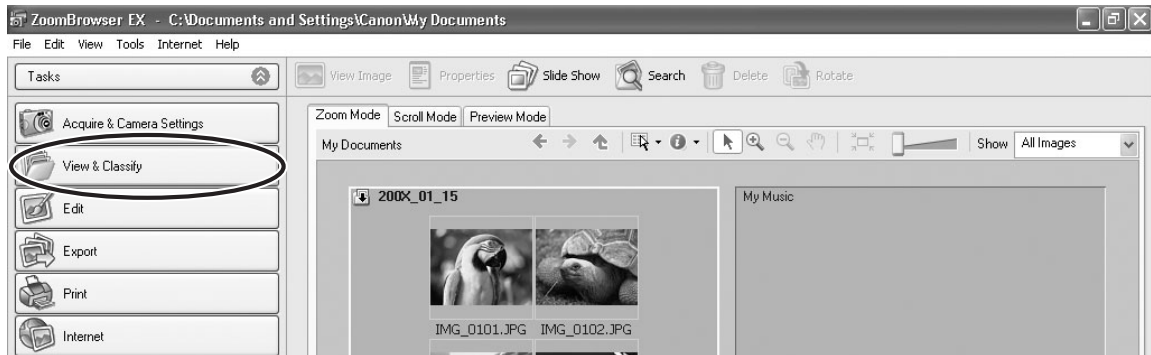 ZoomBrowser EX - C:\Documents and Settings\Canon\My Documents
File Edit View Tools Internet Help
Tasks
View Image Properties Slide Show Search Delete Rotate
Acquire & Camera Settings
View & Classify
Edit
Export
Print
Internet
Zoom Mode Scroll Mode Preview Mode
My Documents
Show All Images
200X_01_15
My Music
IMG_0101.JPG IMG_0102.JPG